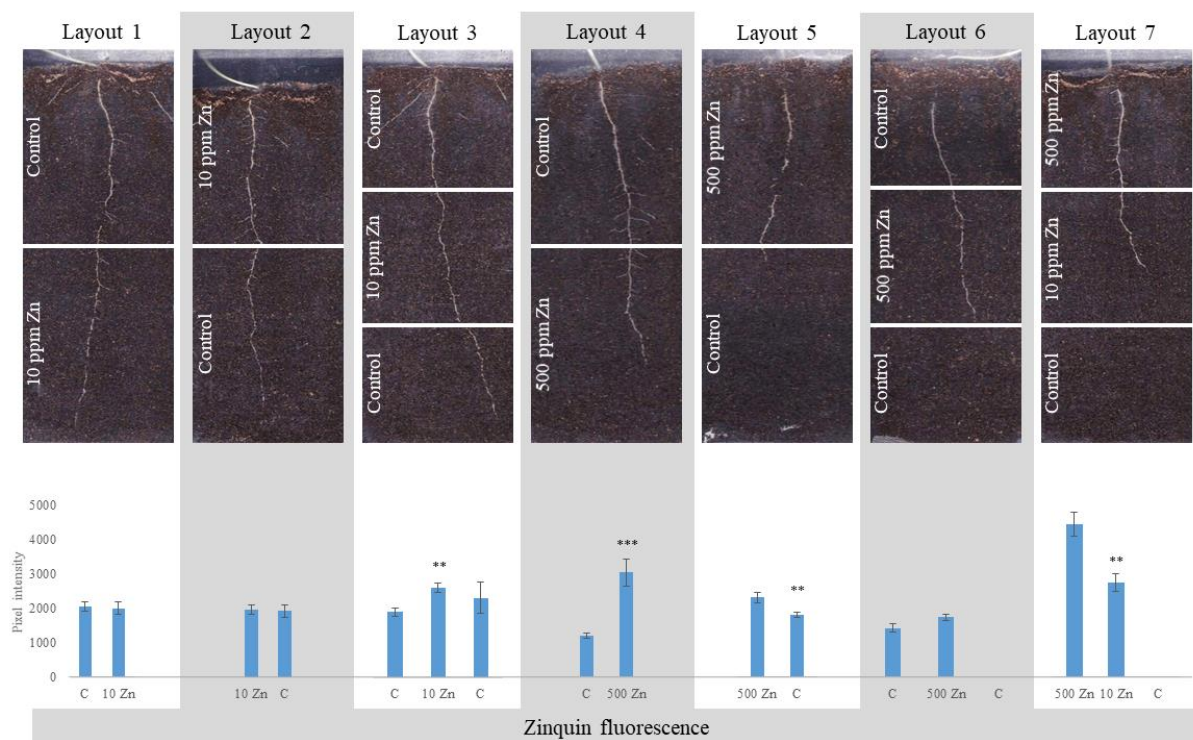 Layout 1
Layout 2
Layout 3
Layout 4
Layout 5
Layout 6
Layout 7
Control
10 ppm Zn
10 ppm Zn
Control
Control
10 ppm Zn
Control
Control
500 ppm Zn
500 ppm Zn
Control
Control
500 ppm Zn
Control
500 ppm Zn
10 ppm Zn
Control
Pixel intensity
5000
4000
3000
2000
1000
0
**
***
**
**
C 10 Zn
10 Zn C
C 10 Zn C
C 500 Zn
500 Zn C
C 500 Zn C
500 Zn 10 Zn C
Zinquin fluorescence